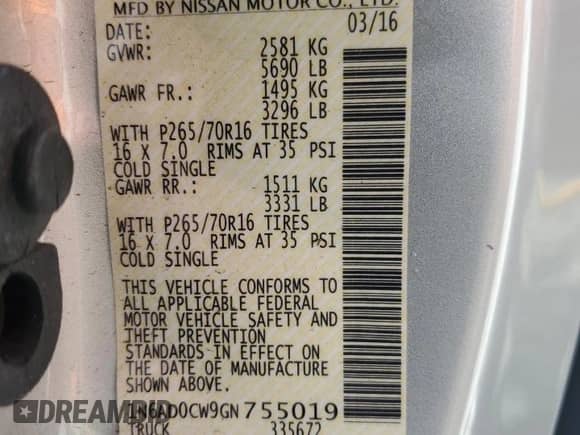 MFD BY NISSAN MOTOR CO., LTD.
DATE: 03/16
GVWR: 2581 KG
5690 LB
GAWR FR.: 1495 KG
3296 LB
WITH P265/70R16 TIRES
16 X 7.0 RIMS AT 35 PSI
COLD SINGLE
GAWR RR.: 1511 KG
3331 LB
WITH P265/70R16 TIRES
16 X 7.0 RIMS AT 35 PSI
COLD SINGLE
THIS VEHICLE CONFORMS TO
ALL APPLICABLE FEDERAL
MOTOR VEHICLE SAFETY AND
THEFT PREVENTION
STANDARDS IN EFFECT ON
THE DATE OF MANUFACTURE
SHOWN ABOVE.
1N6AD0CW9GN755019
TRUCK 335672